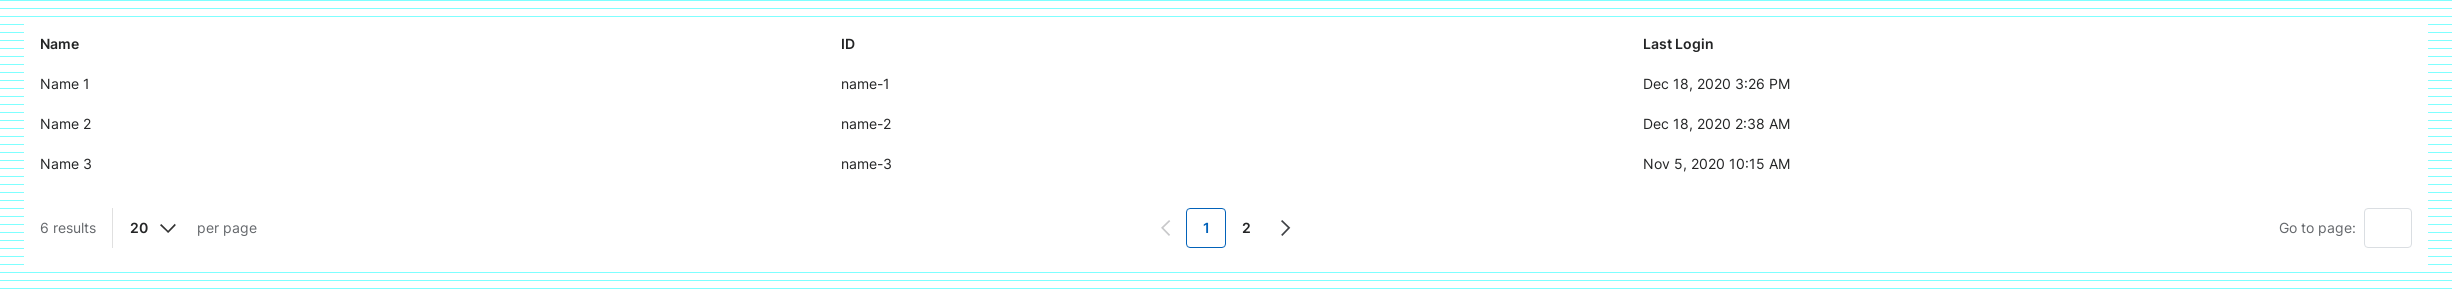 Name ID Last Login
Name 1 name-1 Dec 18, 2020 3:26 PM
Name 2 name-2 Dec 18, 2020 2:38 AM
Name 3 name-3 Nov 5, 2020 10:15 AM
6 results 20 per page 1 2 Go to page: